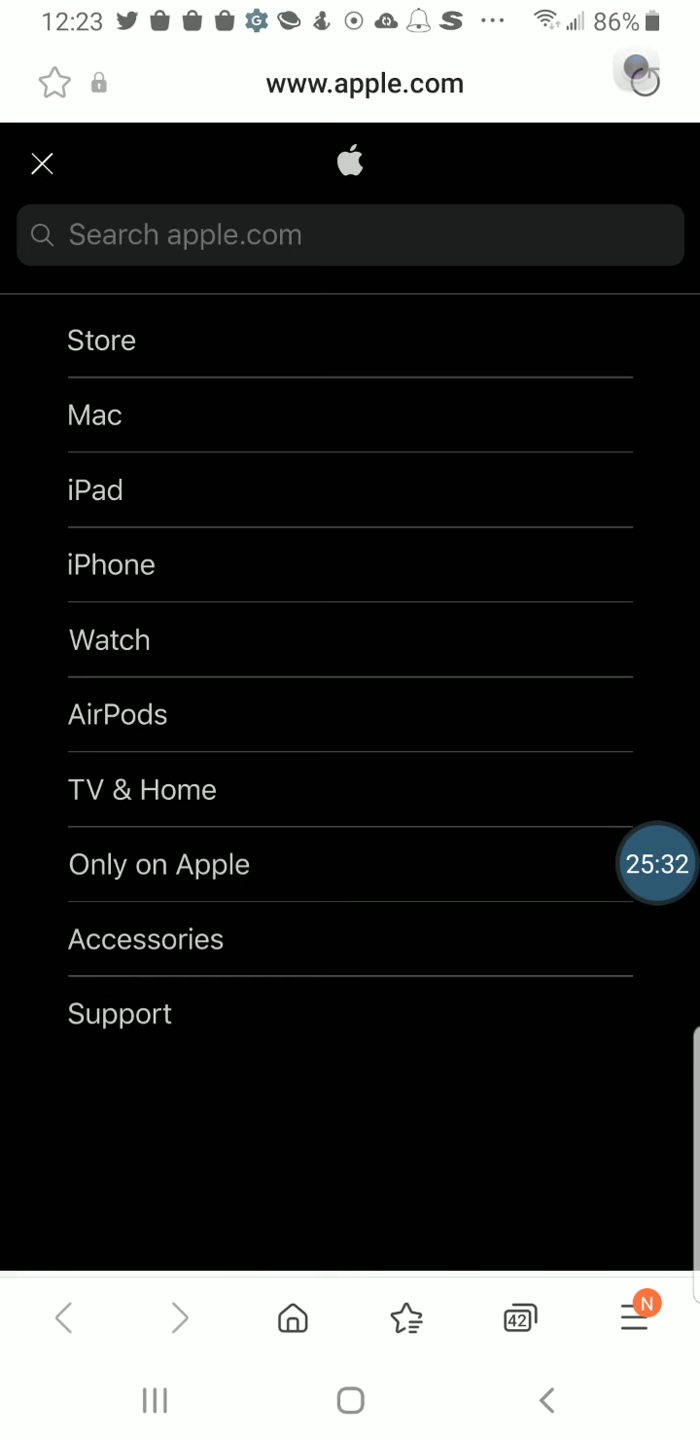 12:23
86%
www.apple.com
Search apple.com
Store
Mac
iPad
iPhone
Watch
AirPods
TV & Home
Only on Apple
25:32
Accessories
Support
42
N